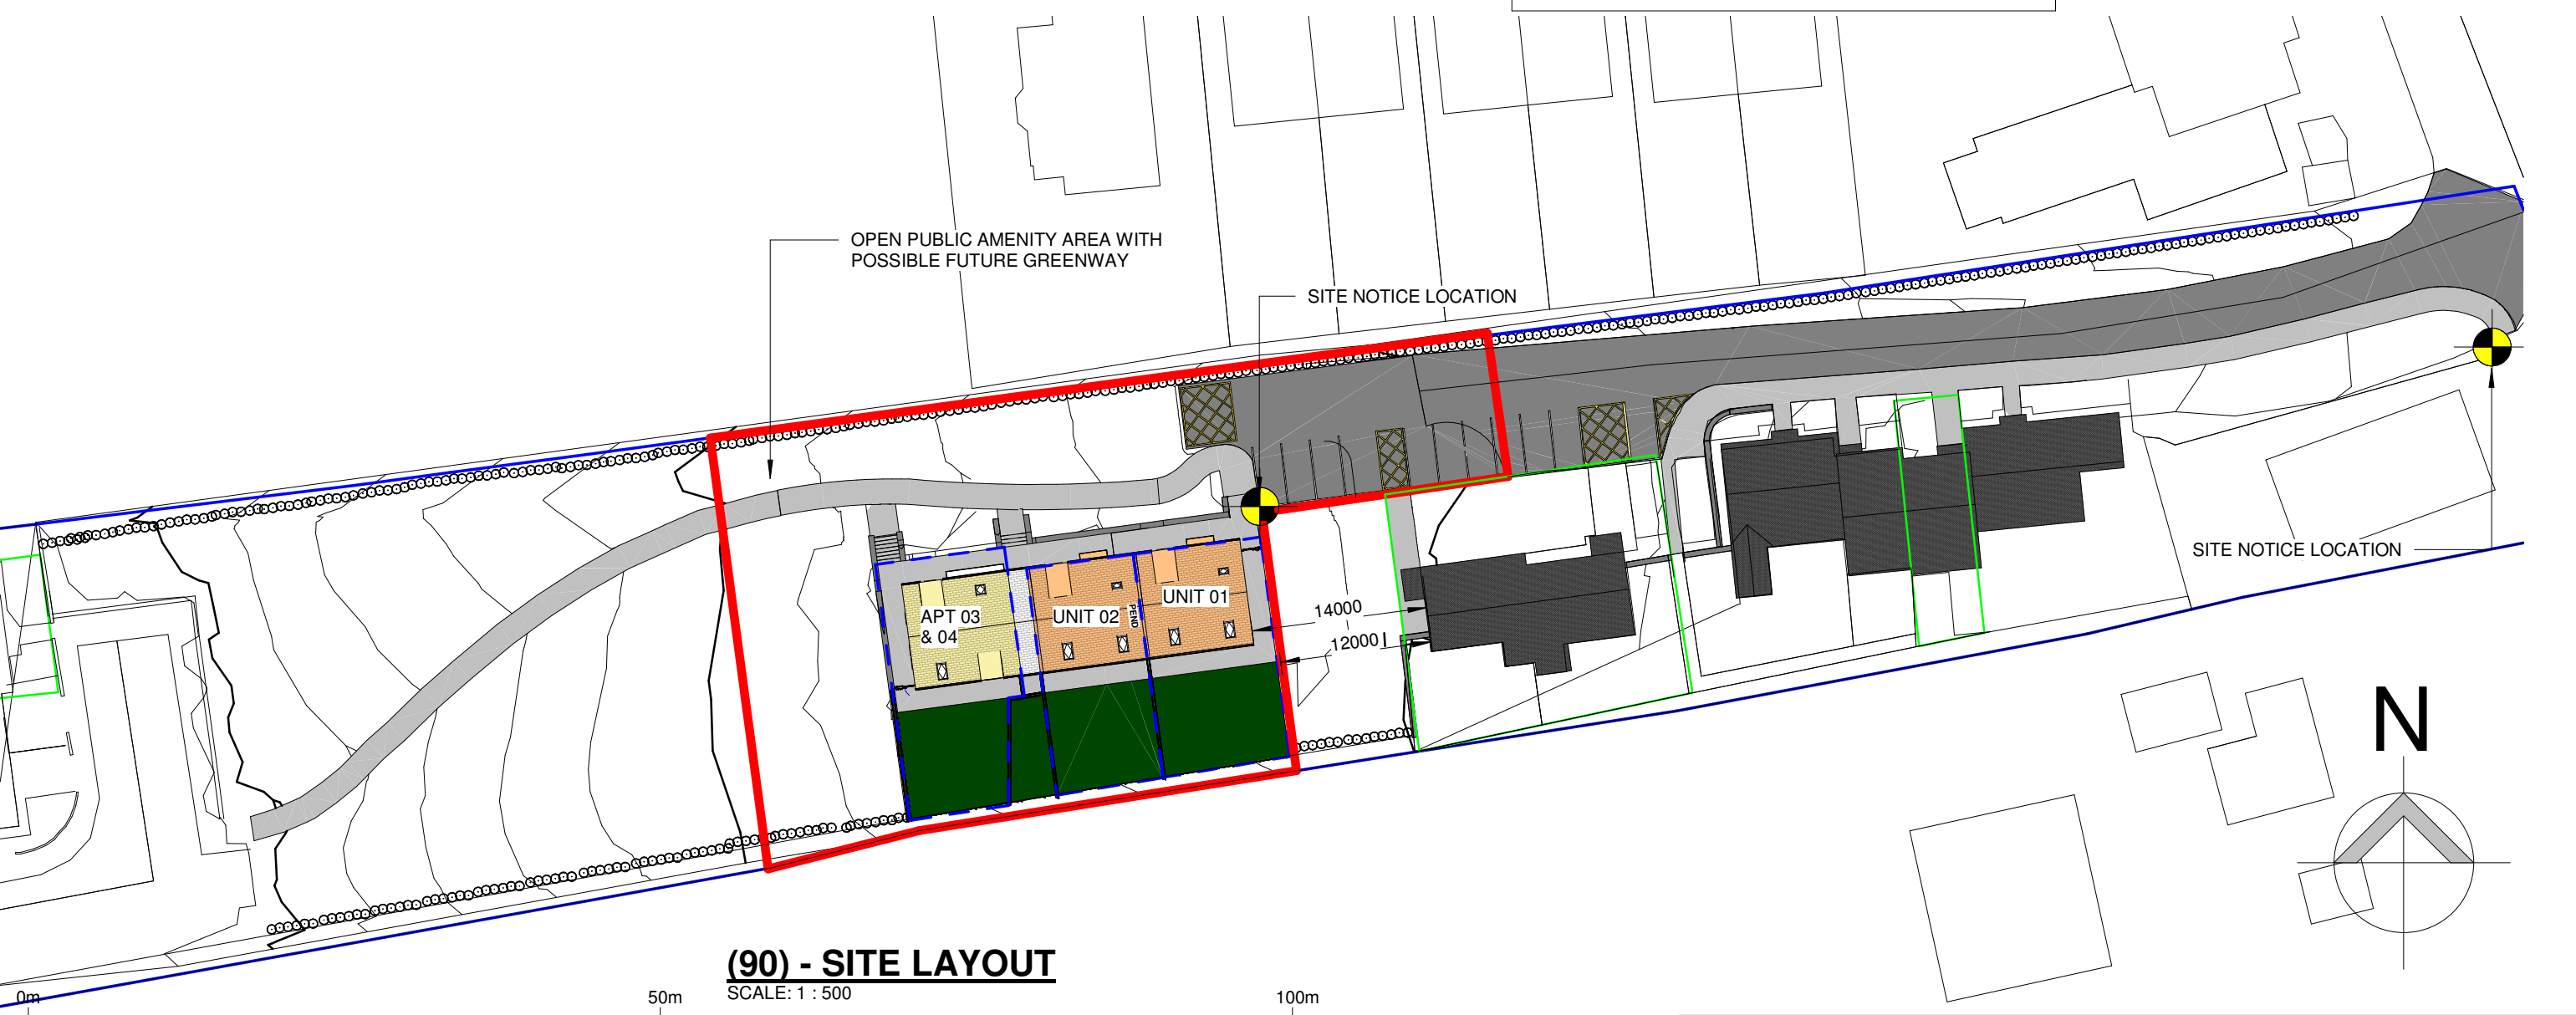 OPEN PUBLIC AMENITY AREA WITH
POSSIBLE FUTURE GREENWAY
SITE NOTICE LOCATION
SITE NOTICE LOCATION
APT 03
& 04
UNIT 02
PEND
UNIT 01
14000
12000
N
(90) - SITE LAYOUT
SCALE: 1 : 500
0m
50m
100m